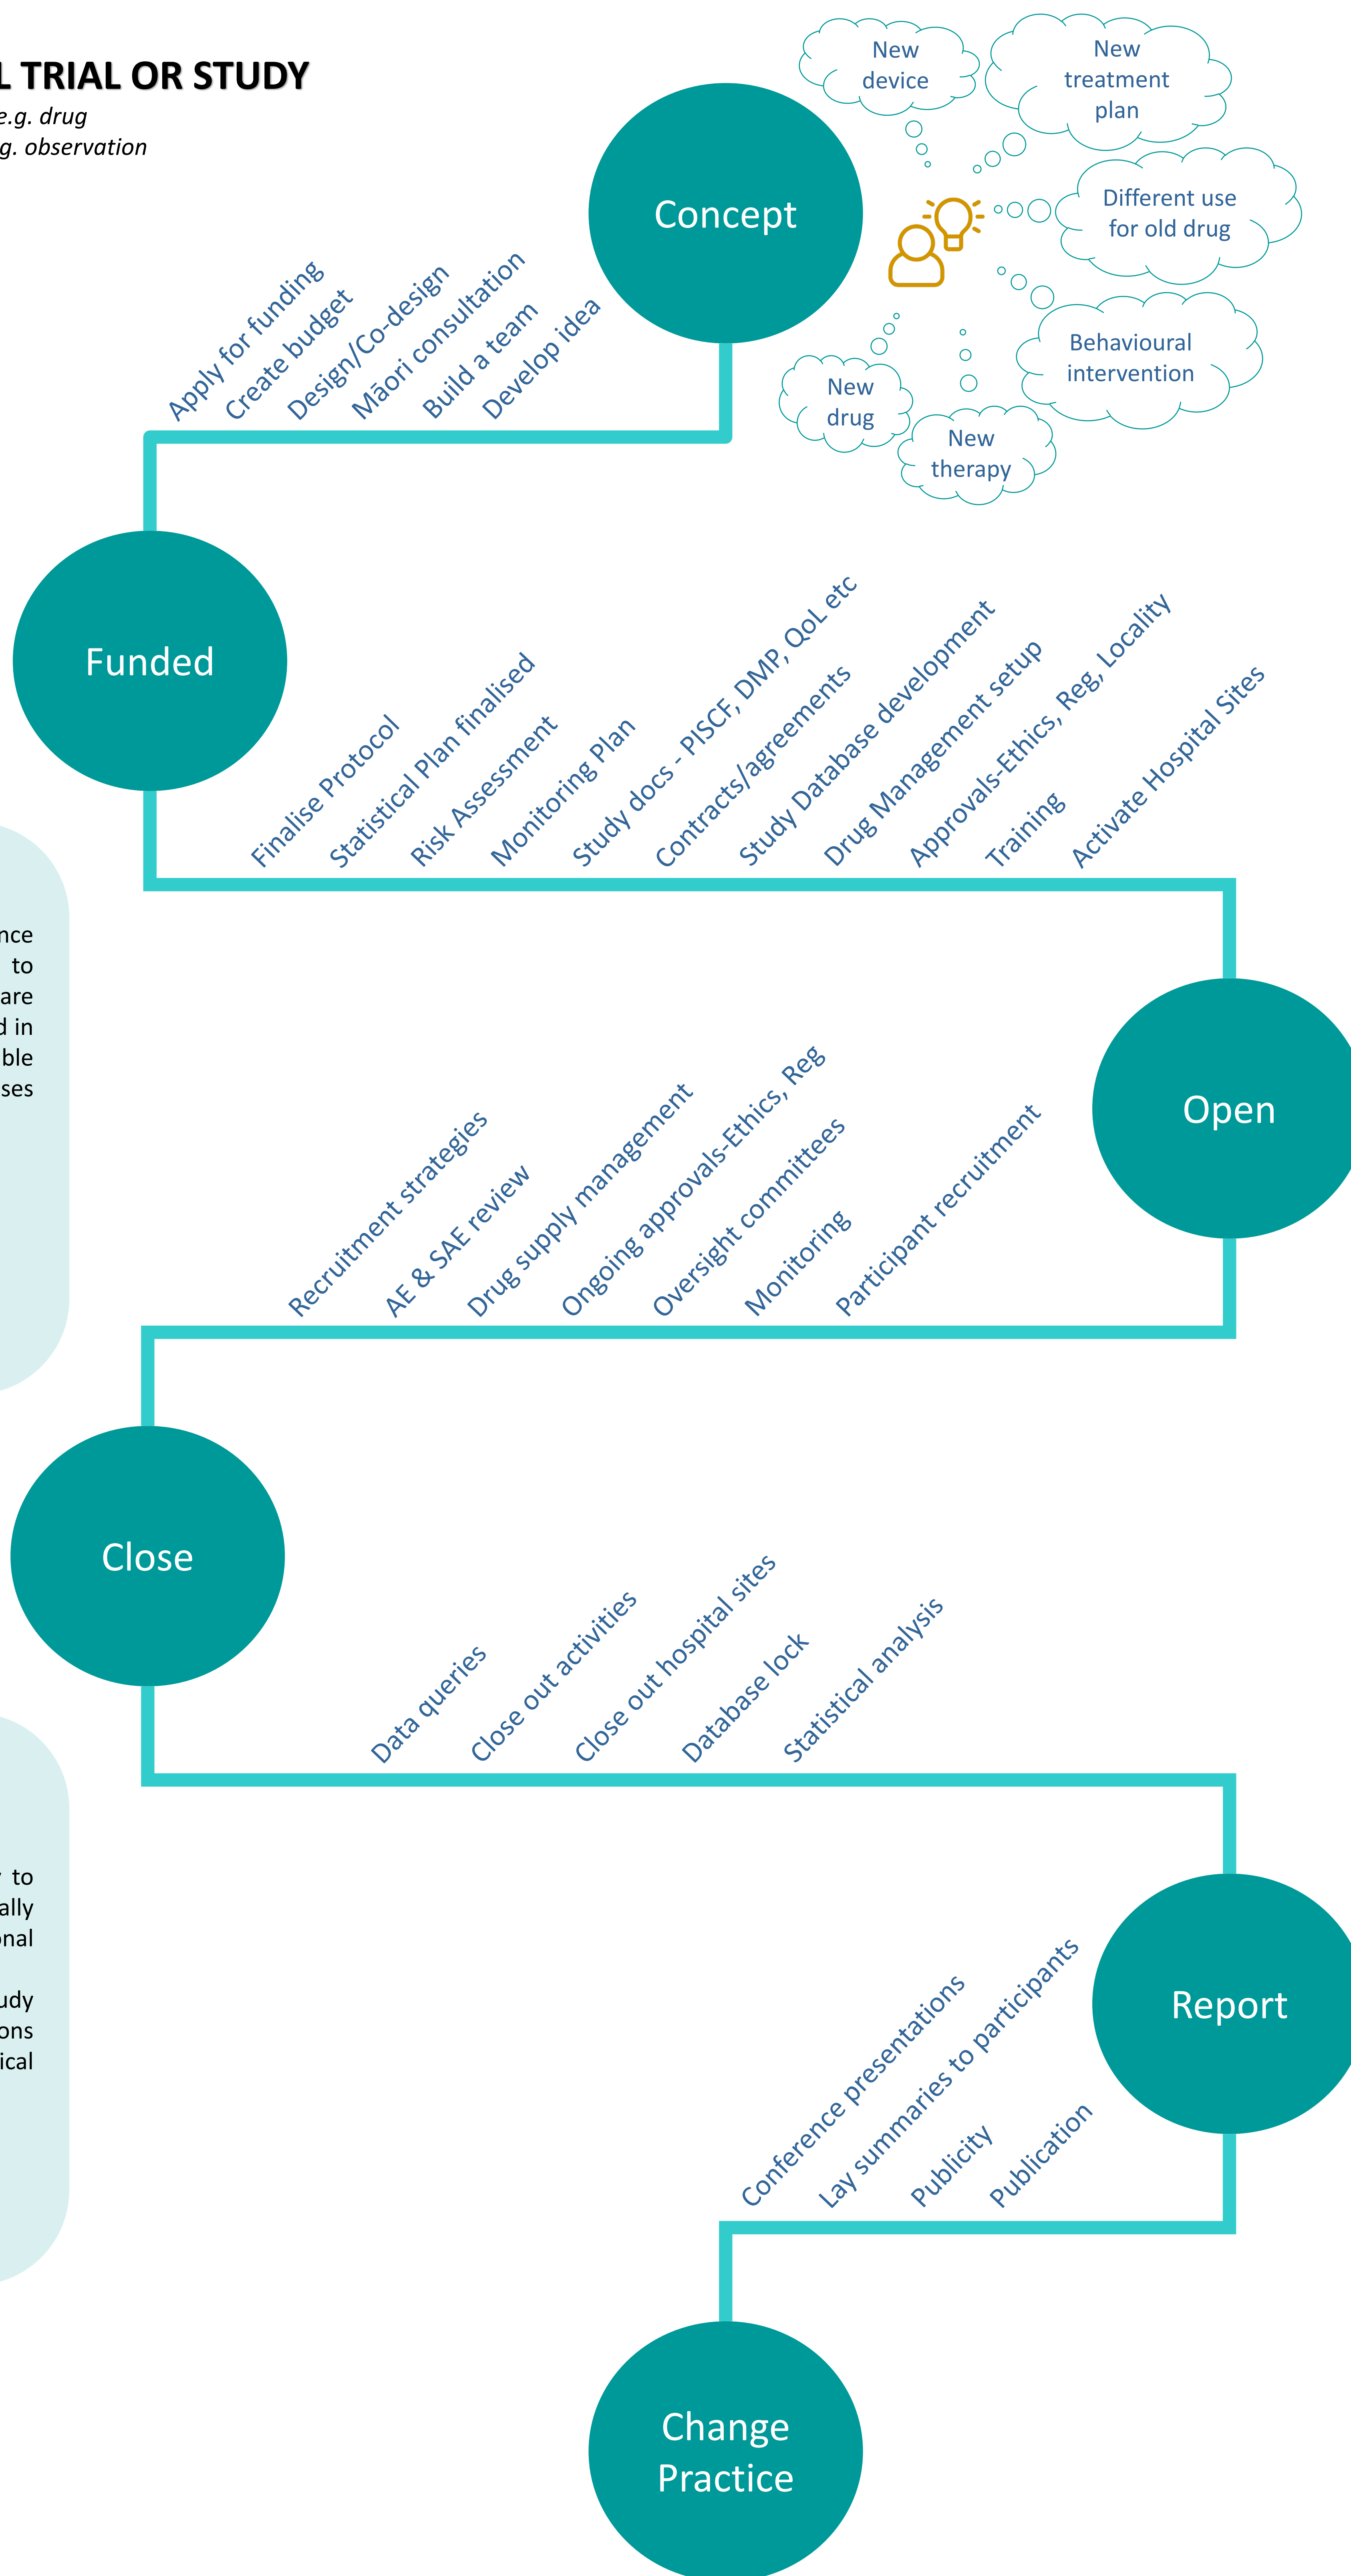 L TRIAL OR STUDY
e.g. drug
g. observation
New
device
New
treatment
plan
Concept
Different use
for old drug
Behavioural
intervention
New
drug
New
therapy
Apply for funding
Create budget
Design/Co-design
Māori consultation
Build a team
Develop idea
Funded
Finalise Protocol
Statistical Plan finalised
Risk Assessment
Monitoring Plan
Study docs - PISCF, DMP, QoL etc
Contracts/agreements
Study Database development
Drug Management setup
Approvals-Ethics, Reg, Locality
Training
Activate Hospital Sites
nce
to
are
d in
ble
ses
Open
Recruitment strategies
AE & SAE review
Drug supply management
Ongoing approvals-Ethics, Reg
Oversight committees
Monitoring
Participant recruitment
Close
Data queries
Close out activities
Close out hospital sites
Database lock
Statistical analysis
y to
ally
onal
udy
ons
ical
Report
Conference presentations
Lay summaries to participants
Publicity
Publication
Change
Practice